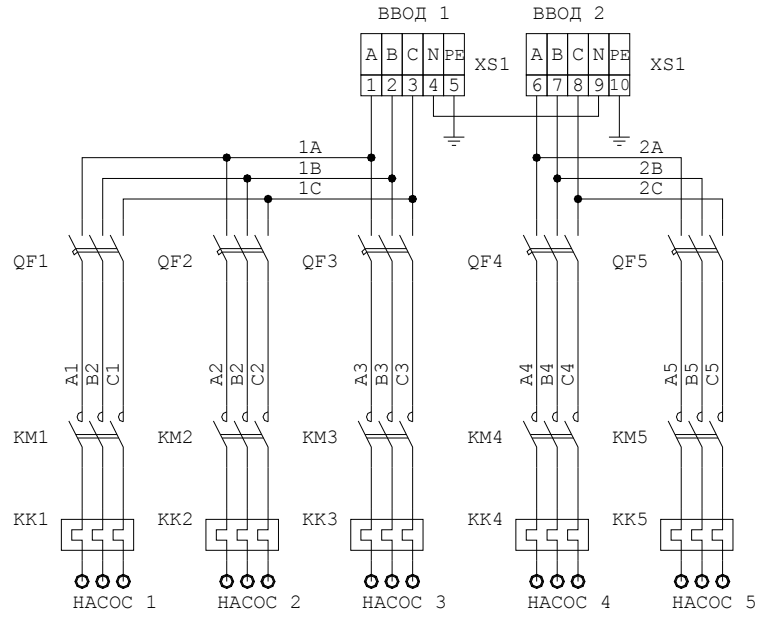 ВВОД 1 ВВОД 2
A B C N PE XS1 A B C N PE XS1
1 2 3 4 5 6 7 8 9 10
1A 2A
1B 2B
1C 2C
QF1 QF2 QF3 QF4 QF5
A1 B2 C1 A2 B2 C2 A3 B3 C3 A4 B4 C4 A5 B5 C5
KM1 KM2 KM3 KM4 KM5
KK1 KK2 KK3 KK4 KK5
НАСОС 1 НАСОС 2 НАСОС 3 НАСОС 4 НАСОС 5